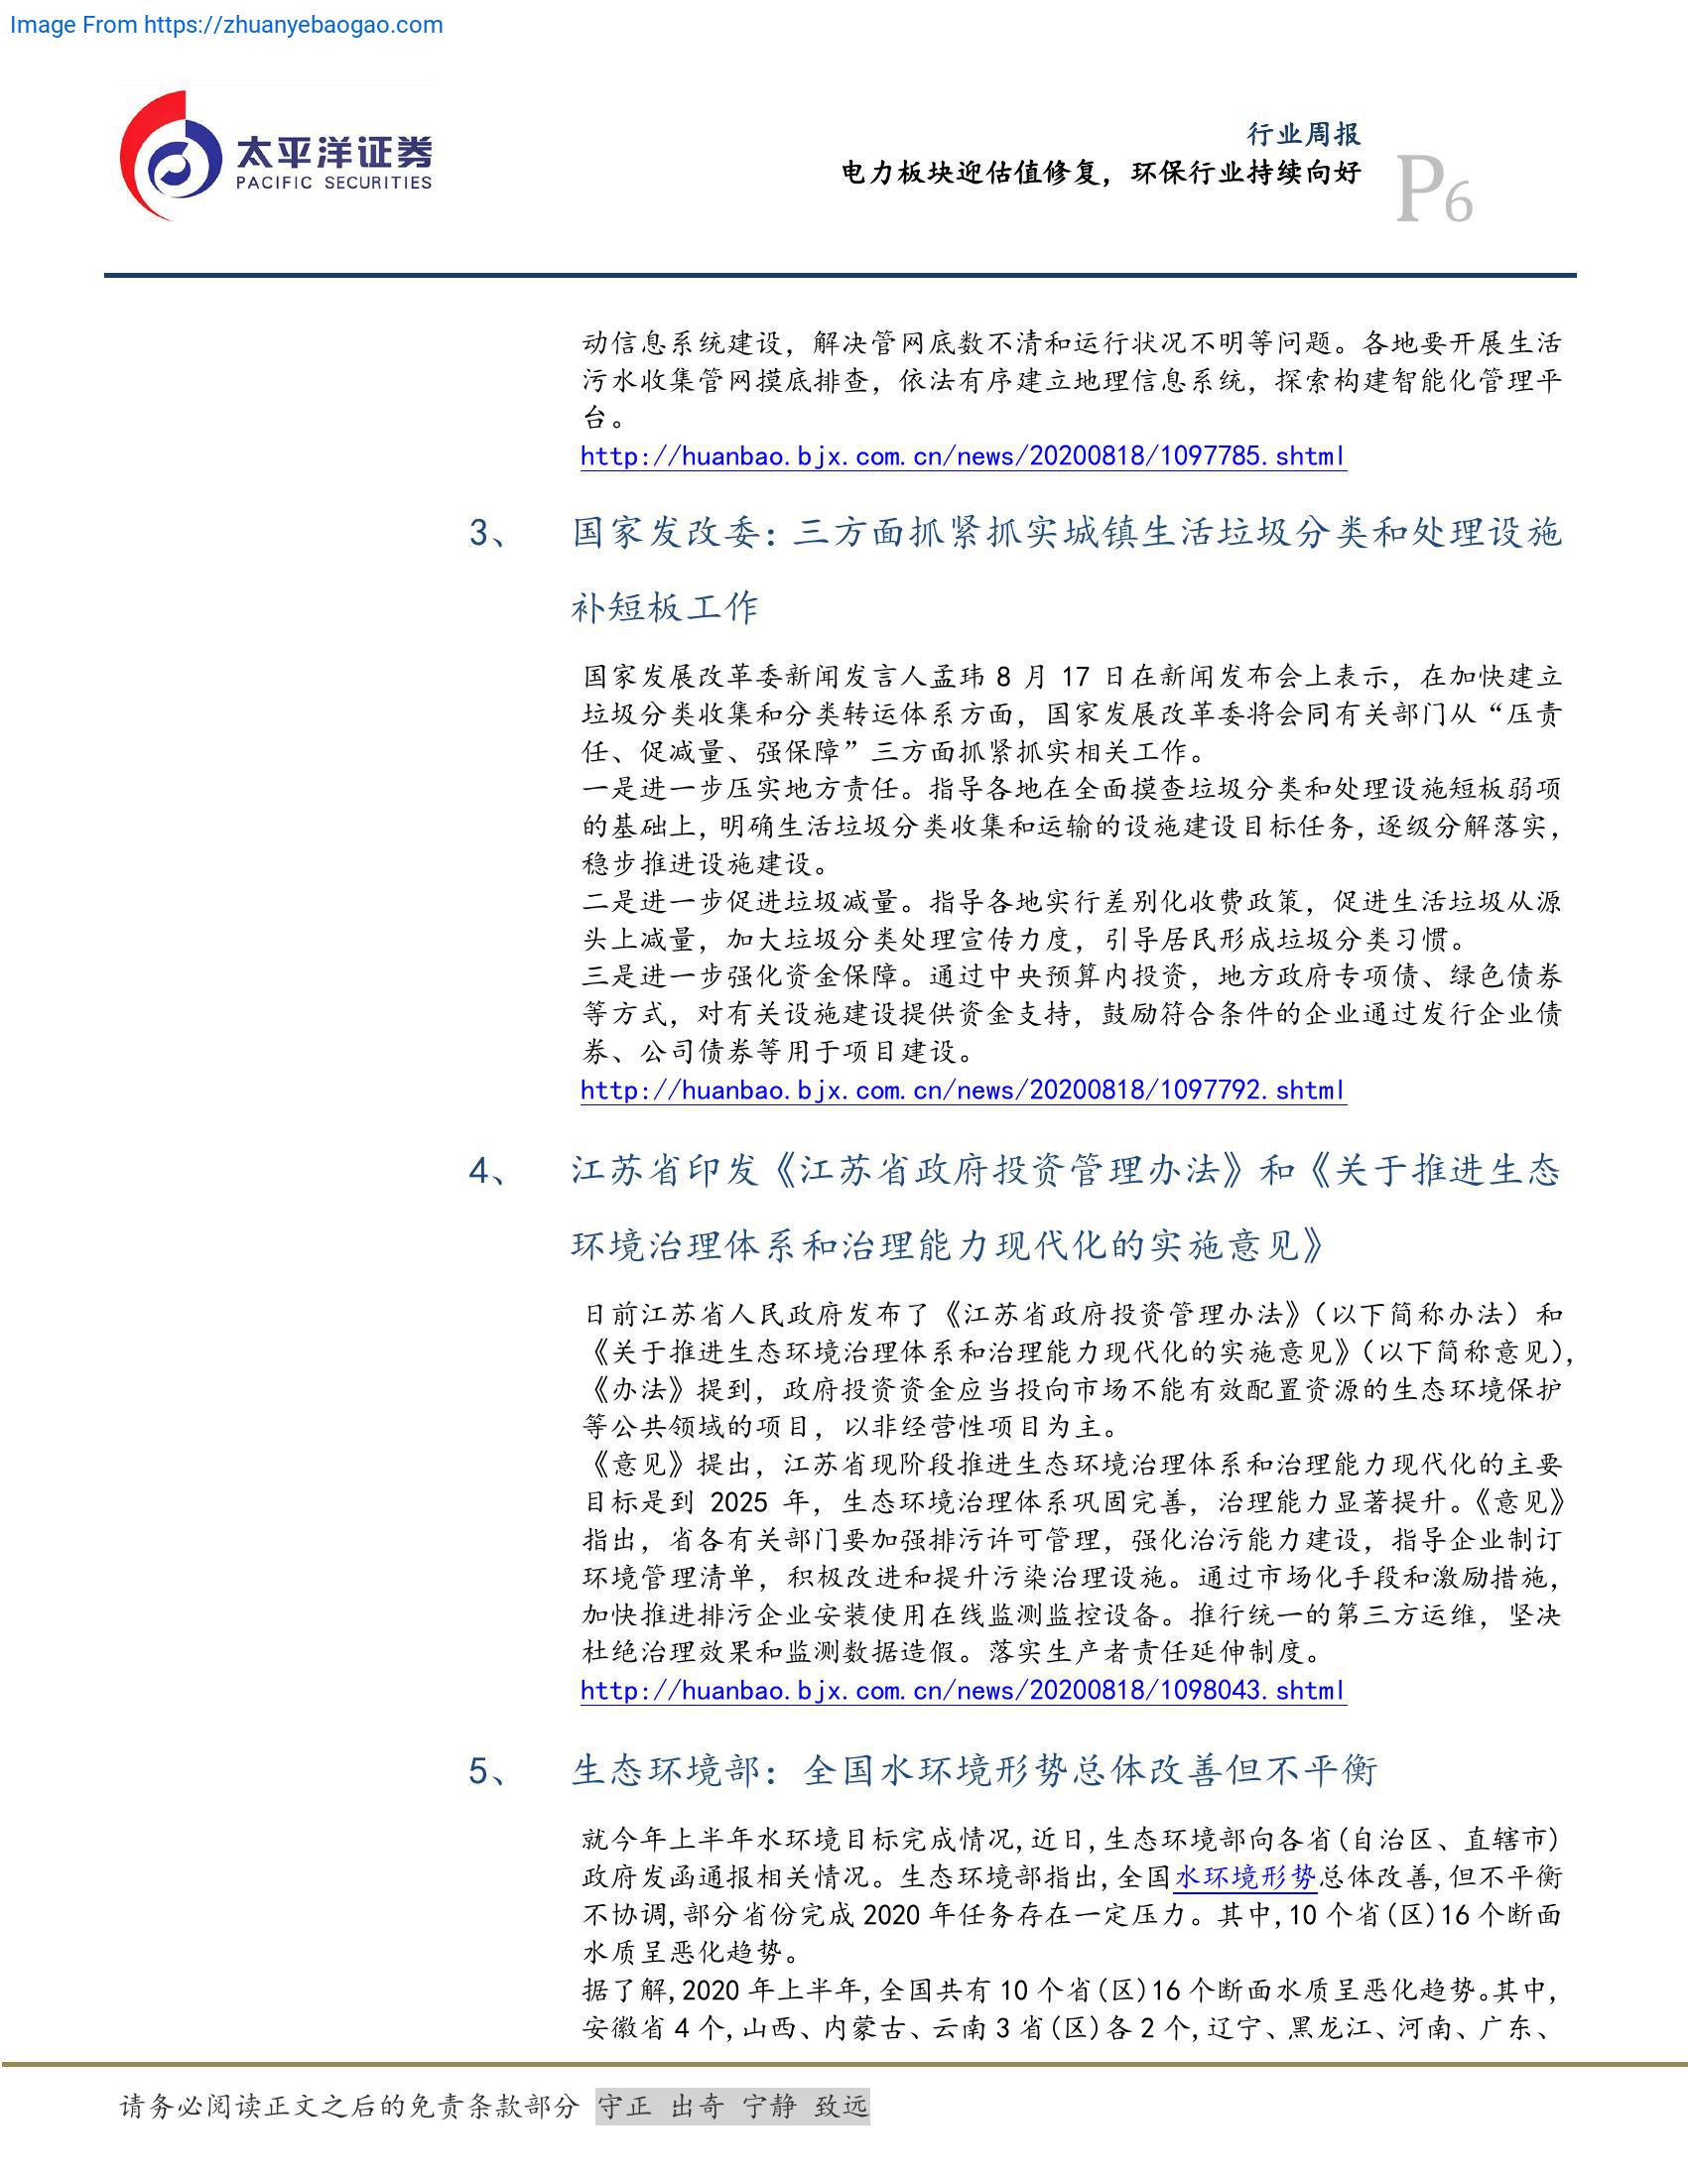 Image From https://zhuanyebaogao.com
太平洋证券
PACIFIC SECURITIES
行业周报
电力板块迎估值修复，环保行业持续向好
P6
动信息系统建设，解决管网底数不清和运行状况不明等问题。各地要开展生活
污水收集管网摸底排查，依法有序建立地理信息系统，探索构建智能化管理平
台。
http://huanbao.bjx.com.cn/news/20200818/1097785.shtml
3、 国家发改委：三方面抓紧抓实城镇生活垃圾分类和处理设施
补短板工作
国家发展改革委新闻发言人孟玮 8 月 17 日在新闻发布会上表示，在加快建立
垃圾分类收集和分类转运体系方面，国家发展改革委将会同有关部门从“压责
任、促减量、强保障”三方面抓紧抓实相关工作。
一是进一步压实地方责任。指导各地在全面摸查垃圾分类和处理设施短板弱项
的基础上，明确生活垃圾分类收集和运输的设施建设目标任务，逐级分解落实，
稳步推进设施建设。
二是进一步促进垃圾减量。指导各地实行差别化收费政策，促进生活垃圾从源
头上减量，加大垃圾分类处理宣传力度，引导居民形成垃圾分类习惯。
三是进一步强化资金保障。通过中央预算内投资，地方政府专项债、绿色债券
等方式，对有关设施建设提供资金支持，鼓励符合条件的企业通过发行企业债
券、公司债券等用于项目建设。
http://huanbao.bjx.com.cn/news/20200818/1097792.shtml
4、 江苏省印发《江苏省政府投资管理办法》和《关于推进生态
环境治理体系和治理能力现代化的实施意见》
日前江苏省人民政府发布了《江苏省政府投资管理办法》（以下简称办法）和
《关于推进生态环境治理体系和治理能力现代化的实施意见》（以下简称意见），
《办法》提到，政府投资资金应当投向市场不能有效配置资源的生态环境保护
等公共领域的项目，以非经营性项目为主。
《意见》提出，江苏省现阶段推进生态环境治理体系和治理能力现代化的主要
目标是到 2025 年，生态环境治理体系巩固完善，治理能力显著提升。《意见》
指出，省各有关部门要加强排污许可管理，强化治污能力建设，指导企业制订
环境管理清单，积极改进和提升污染治理设施。通过市场化手段和激励措施，
加快推进排污企业安装使用在线监测监控设备。推行统一的第三方运维，坚决
杜绝治理效果和监测数据造假。落实生产者责任延伸制度。
http://huanbao.bjx.com.cn/news/20200818/1098043.shtml
5、 生态环境部：全国水环境形势总体改善但不平衡
就今年上半年水环境目标完成情况,近日,生态环境部向各省(自治区、直辖市)
政府发函通报相关情况。生态环境部指出,全国水环境形势总体改善,但不平衡
不协调,部分省份完成 2020 年任务存在一定压力。其中,10 个省(区)16 个断面
水质呈恶化趋势。
据了解,2020 年上半年,全国共有 10 个省(区)16 个断面水质呈恶化趋势。其中,
安徽省 4 个,山西、内蒙古、云南 3 省(区)各 2 个,辽宁、黑龙江、河南、广东、
请务必阅读正文之后的免责条款部分 守正 出奇 宁静 致远